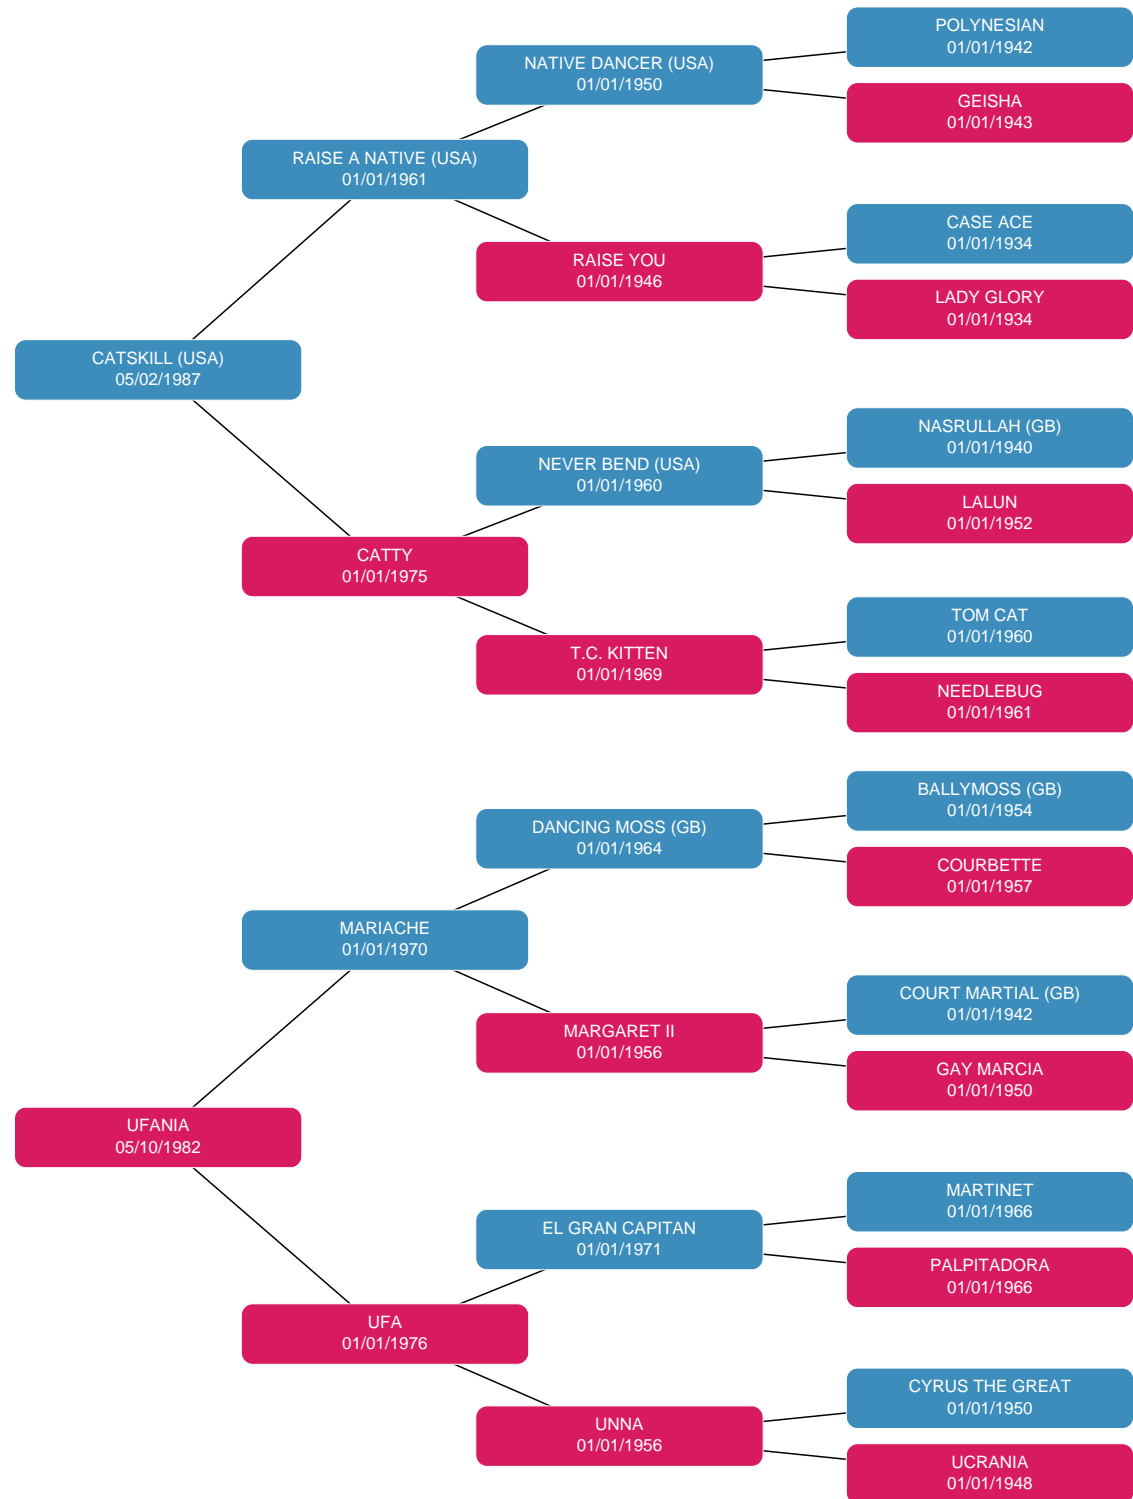 POLYNESIAN
01/01/1942
NATIVE DANCER (USA)
01/01/1950
GEISHA
01/01/1943
RAISE A NATIVE (USA)
01/01/1961
CASE ACE
01/01/1934
RAISE YOU
01/01/1946
LADY GLORY
01/01/1934
CATSKILL (USA)
05/02/1987
NASRULLAH (GB)
01/01/1940
NEVER BEND (USA)
01/01/1960
LALUN
01/01/1952
CATTY
01/01/1975
TOM CAT
01/01/1960
T.C. KITTEN
01/01/1969
NEEDLEBUG
01/01/1961
BALLYMOSS (GB)
01/01/1954
DANCING MOSS (GB)
01/01/1964
COURBETTE
01/01/1957
MARIACHE
01/01/1970
COURT MARTIAL (GB)
01/01/1942
MARGARET II
01/01/1956
GAY MARCIA
01/01/1950
UFANIA
05/10/1982
MARTINET
01/01/1966
EL GRAN CAPITAN
01/01/1971
PALPITADORA
01/01/1966
UFA
01/01/1976
CYRUS THE GREAT
01/01/1950
UNNA
01/01/1956
UCRANIA
01/01/1948